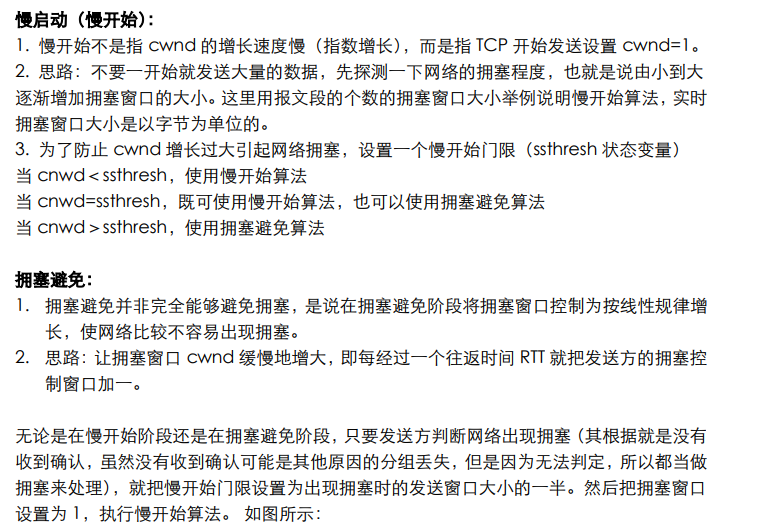 慢启动（慢开始）：
1. 慢开始不是指 cwnd 的增长速度慢（指数增长），而是指 TCP 开始发送设置 cwnd=1。
2. 思路：不要一开始就发送大量的数据，先探测一下网络的拥塞程度，也就是说由小到大
逐渐增加拥塞窗口的大小。这里用报文段的个数的拥塞窗口大小举例说明慢开始算法，实时
拥塞窗口大小是以字节为单位的。
3. 为了防止 cwnd 增长过大引起网络拥塞，设置一个慢开始门限（ssthresh 状态变量）
当 cnwd＜ssthresh，使用慢开始算法
当 cnwd=ssthresh，既可使用慢开始算法，也可以使用拥塞避免算法
当 cnwd＞ssthresh，使用拥塞避免算法
拥塞避免：
1. 拥塞避免并非完全能够避免拥塞，是说在拥塞避免阶段将拥塞窗口控制为按线性规律增
长，使网络比较不容易出现拥塞。
2. 思路：让拥塞窗口 cwnd 缓慢地增大，即每经过一个往返时间 RTT 就把发送方的拥塞控
制窗口加一。
无论是在慢开始阶段还是在拥塞避免阶段，只要发送方判断网络出现拥塞（其根据就是没有
收到确认，虽然没有收到确认可能是其他原因的分组丢失，但是因为无法判定，所以都当做
拥塞来处理），就把慢开始门限设置为出现拥塞时的发送窗口大小的一半。然后把拥塞窗口
设置为 1，执行慢开始算法。 如图所示：